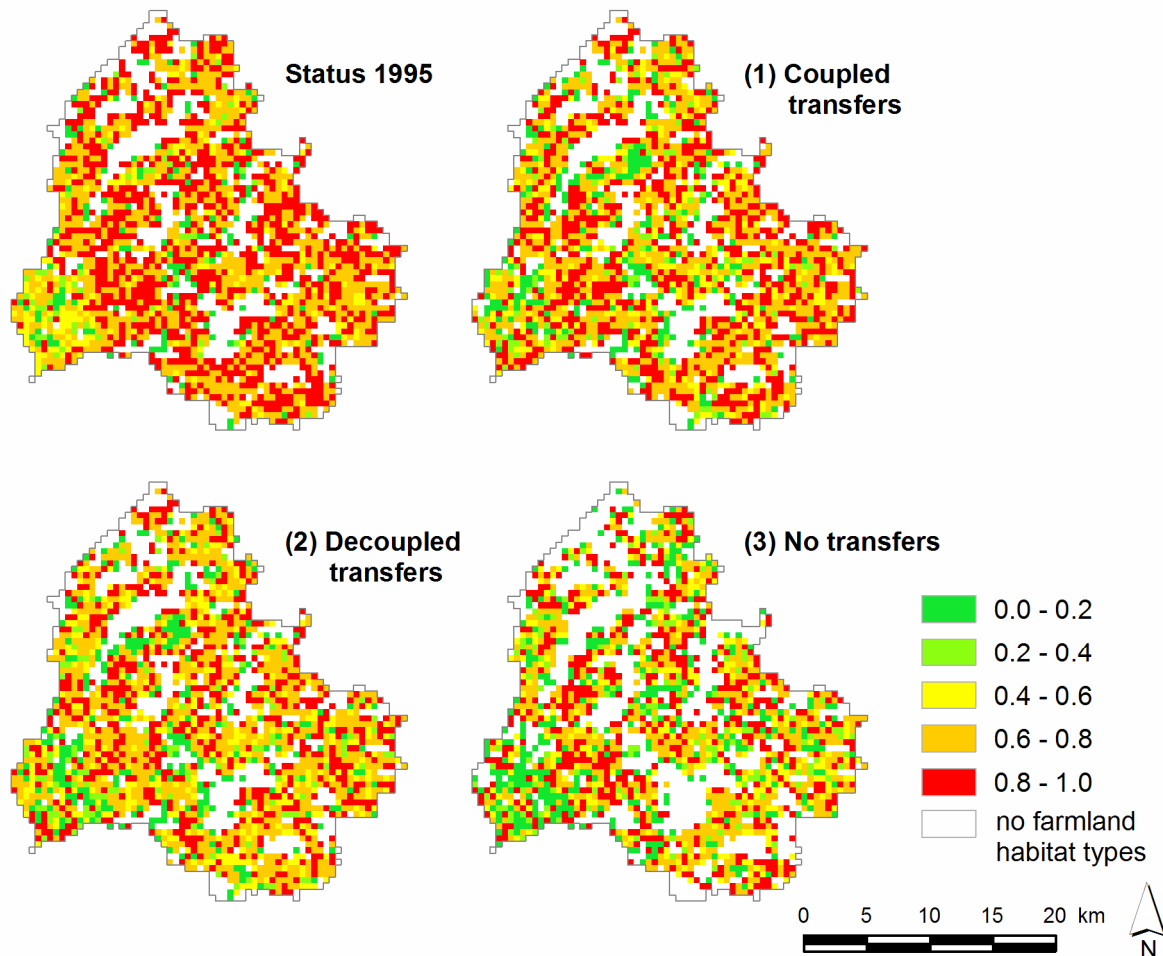 Status 1995
(1) Coupled
transfers
(2) Decoupled
transfers
(3) No transfers
0.0 - 0.2
0.2 - 0.4
0.4 - 0.6
0.6 - 0.8
0.8 - 1.0
no farmland
habitat types
0 5 10 15 20 km
N